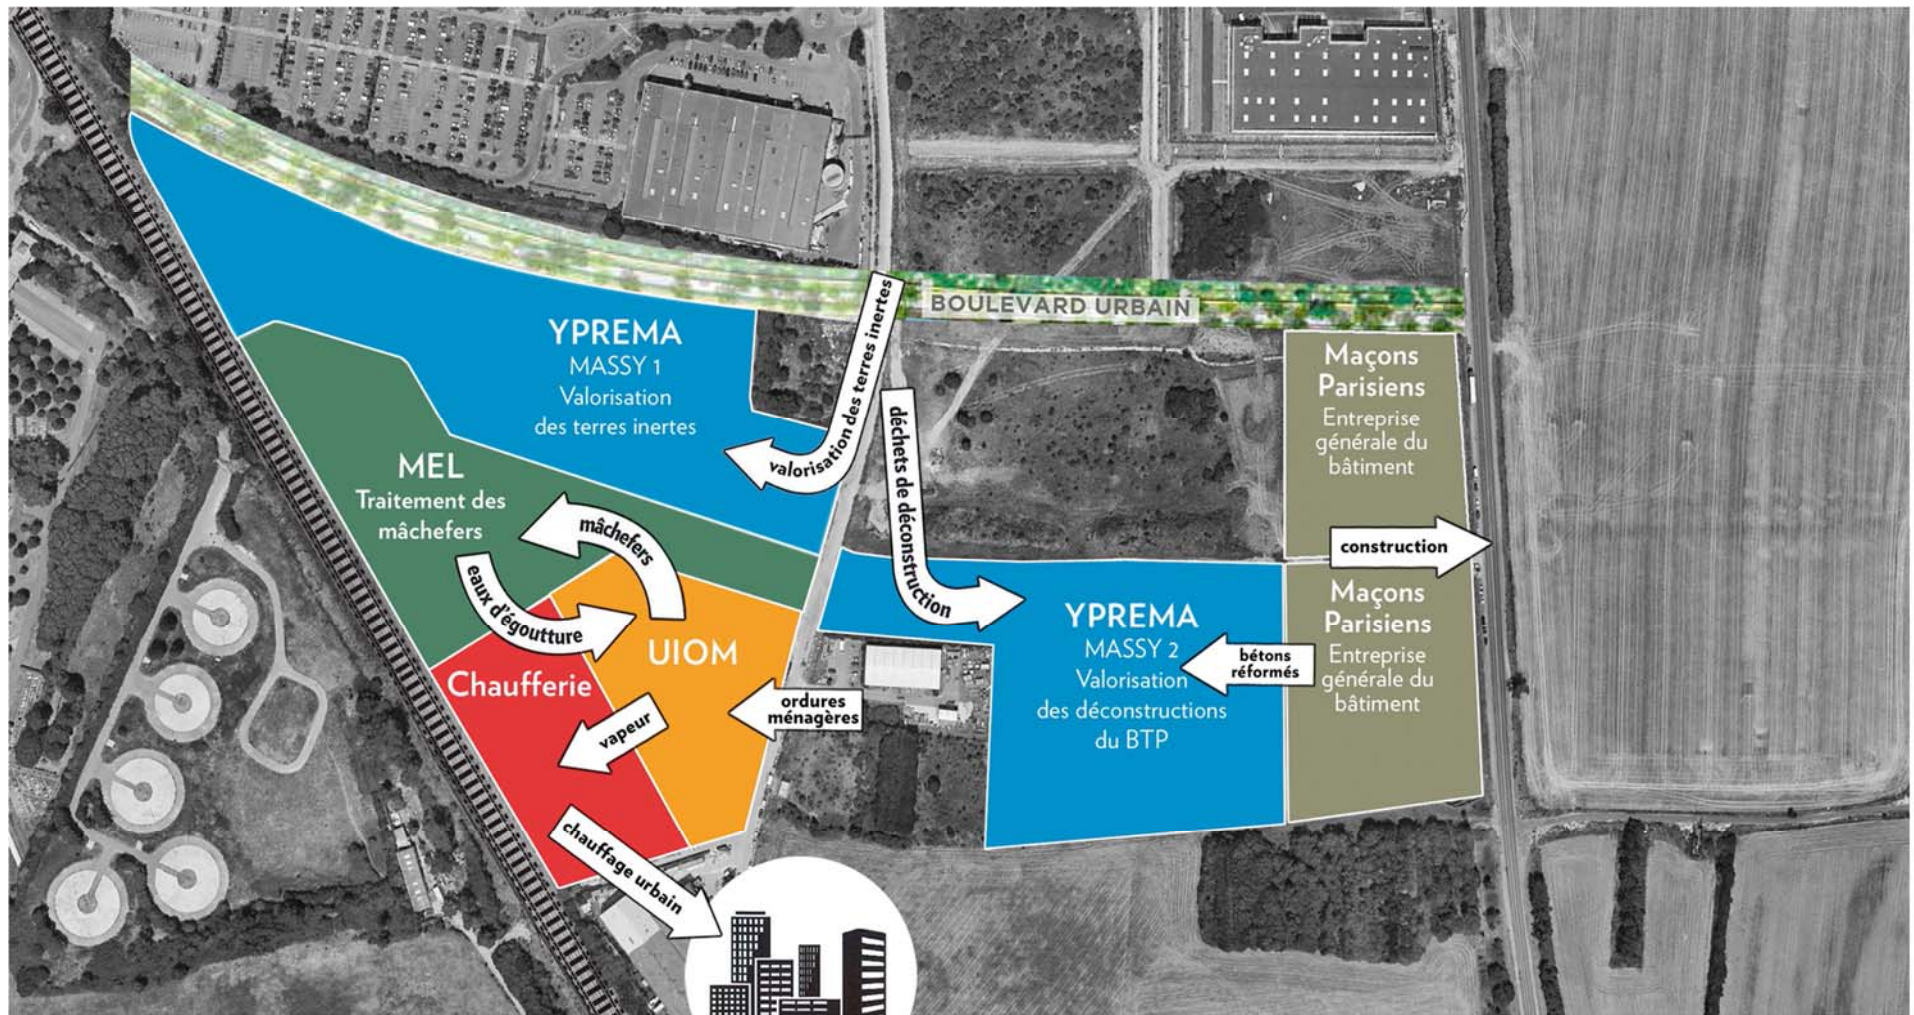 BOULEVARD URBAIN
YPREMA
MASSY 1
Valorisation
des terres inertes
valorisation des terres inertes
déchets de déconstruction
Maçons
Parisiens
Entreprise
générale du
bâtiment
MEL
Traitement des
mâchefers
mâchefers
eaux d'égoutture
construction
UIOM
Chaufferie
vapeur
ordures
ménagères
chauffage urbain
YPREMA
MASSY 2
Valorisation
des déconstructions
du BTP
bétons
réformés
Maçons
Parisiens
Entreprise
générale du
bâtiment